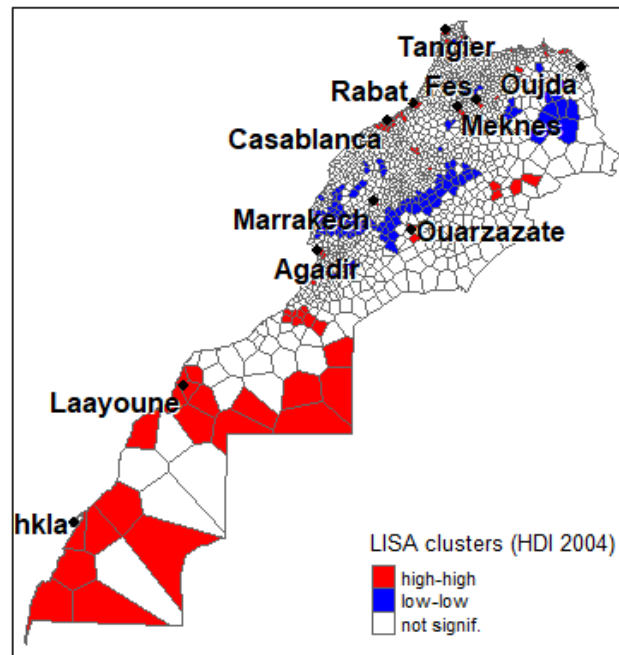 Tangier
Rabat
Fes
Oujda
Casablanca
Meknes
Marrakech
Ouarzazate
Agadir
Laayoune
hkla
LISA clusters (HDI 2004)
high-high
low-low
not signif.